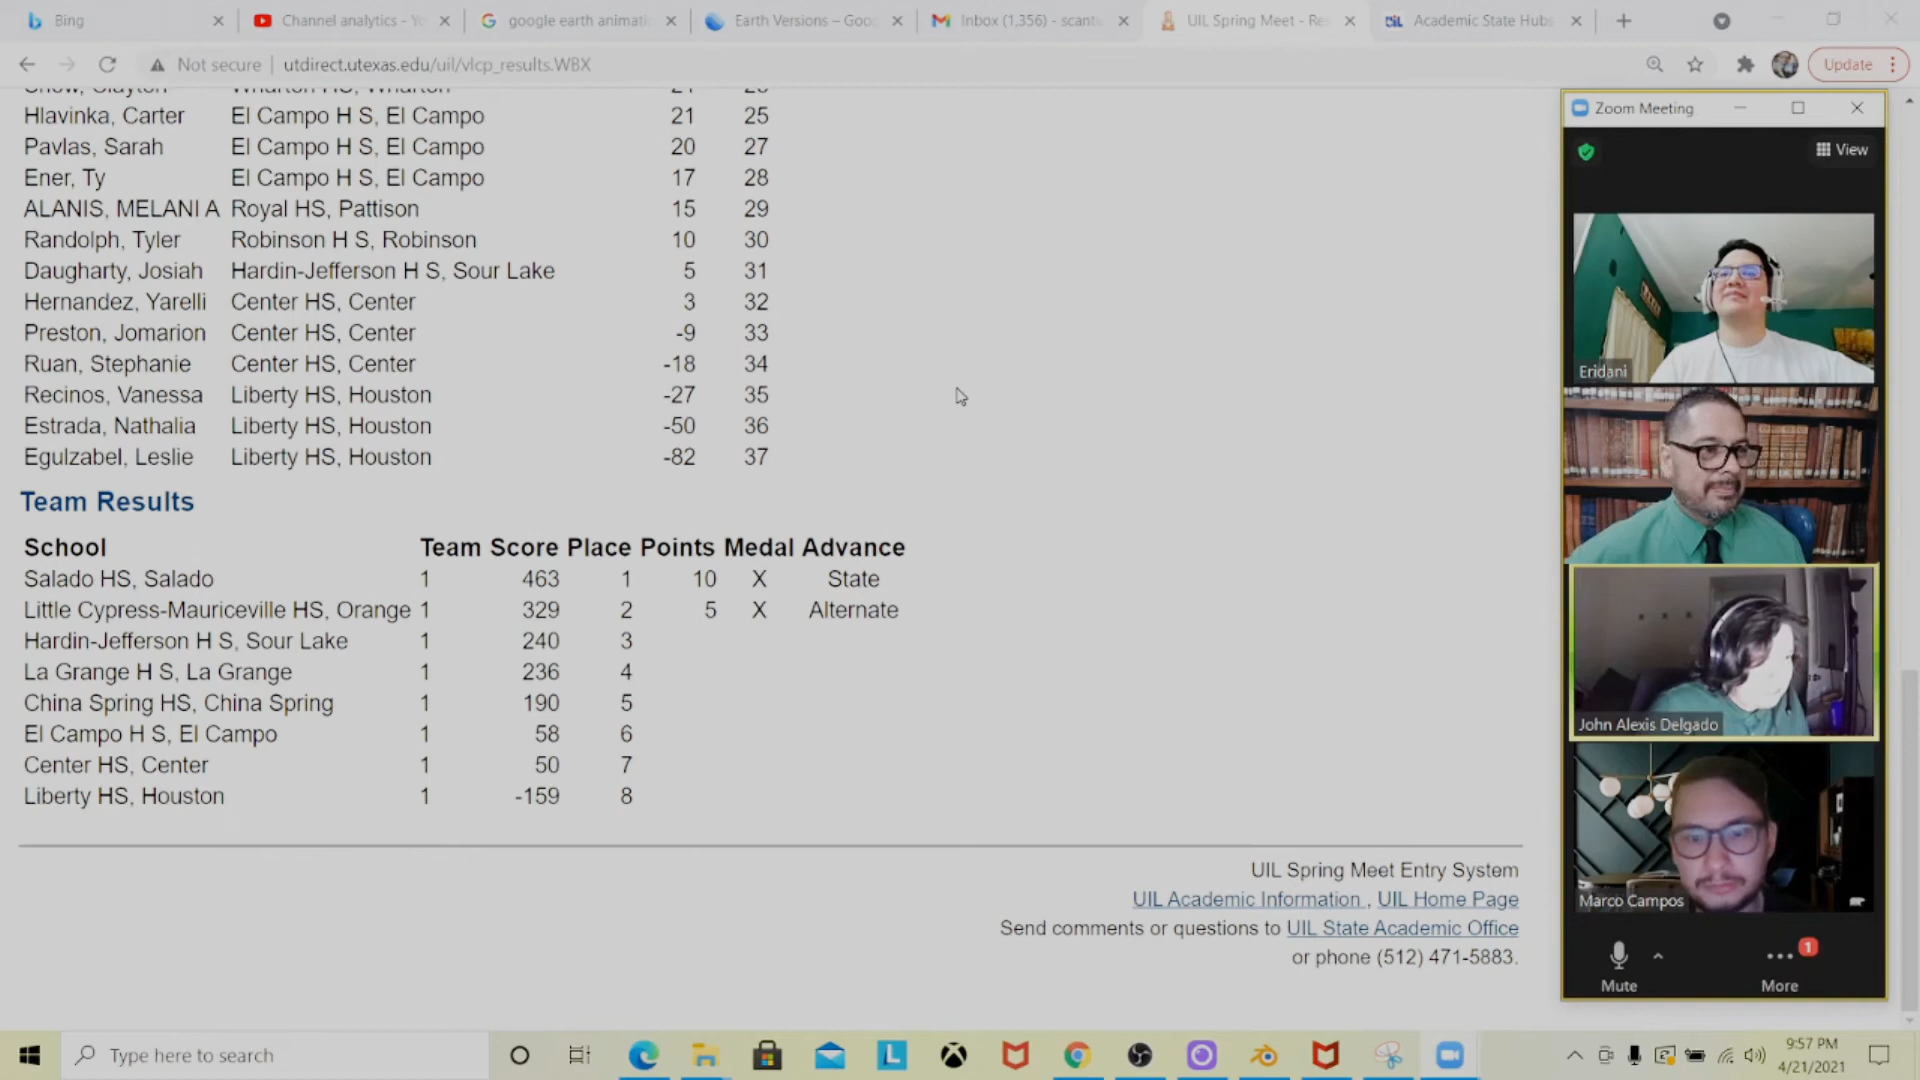 Bing
Channel analytics - Yo
google earth animati
Earth Versions – Goo
Inbox (1,356) - scant
UIL Spring Meet - Re
Academic State Hubs
Not secure
utdirect.utexas.edu/uil/vlcp_results.WBX
Update
Hlavinka, Carter El Campo H S, El Campo 21 25
Pavlas, Sarah El Campo H S, El Campo 20 27
Ener, Ty El Campo H S, El Campo 17 28
ALANIS, MELANI A Royal HS, Pattison 15 29
Randolph, Tyler Robinson H S, Robinson 10 30
Daugharty, Josiah Hardin-Jefferson H S, Sour Lake 5 31
Hernandez, Yarelli Center HS, Center 3 32
Preston, Jomarion Center HS, Center -9 33
Ruan, Stephanie Center HS, Center -18 34
Recinos, Vanessa Liberty HS, Houston -27 35
Estrada, Nathalia Liberty HS, Houston -50 36
Egulzabel, Leslie Liberty HS, Houston -82 37
Team Results
School Team Score Place Points Medal Advance
Salado HS, Salado 1 463 1 10 X State
Little Cypress-Mauriceville HS, Orange 1 329 2 5 X Alternate
Hardin-Jefferson H S, Sour Lake 1 240 3
La Grange H S, La Grange 1 236 4
China Spring HS, China Spring 1 190 5
El Campo H S, El Campo 1 58 6
Center HS, Center 1 50 7
Liberty HS, Houston 1 -159 8
UIL Spring Meet Entry System
UIL Academic Information , UIL Home Page
Send comments or questions to UIL State Academic Office
or phone (512) 471-5883.
Zoom Meeting
View
Eridani
John Alexis Delgado
Marco Campos
1
Mute
More
Type here to search
L
9:57 PM
4/21/2021